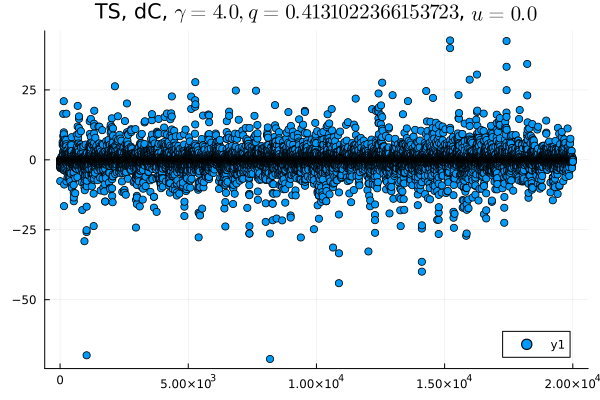 TS, dC, γ = 4.0, q = 0.4131022366153723, u = 0.0
25
0
−25
−50
y1
0 5.00×10³ 1.00×10⁴ 1.50×10⁴ 2.00×10⁴